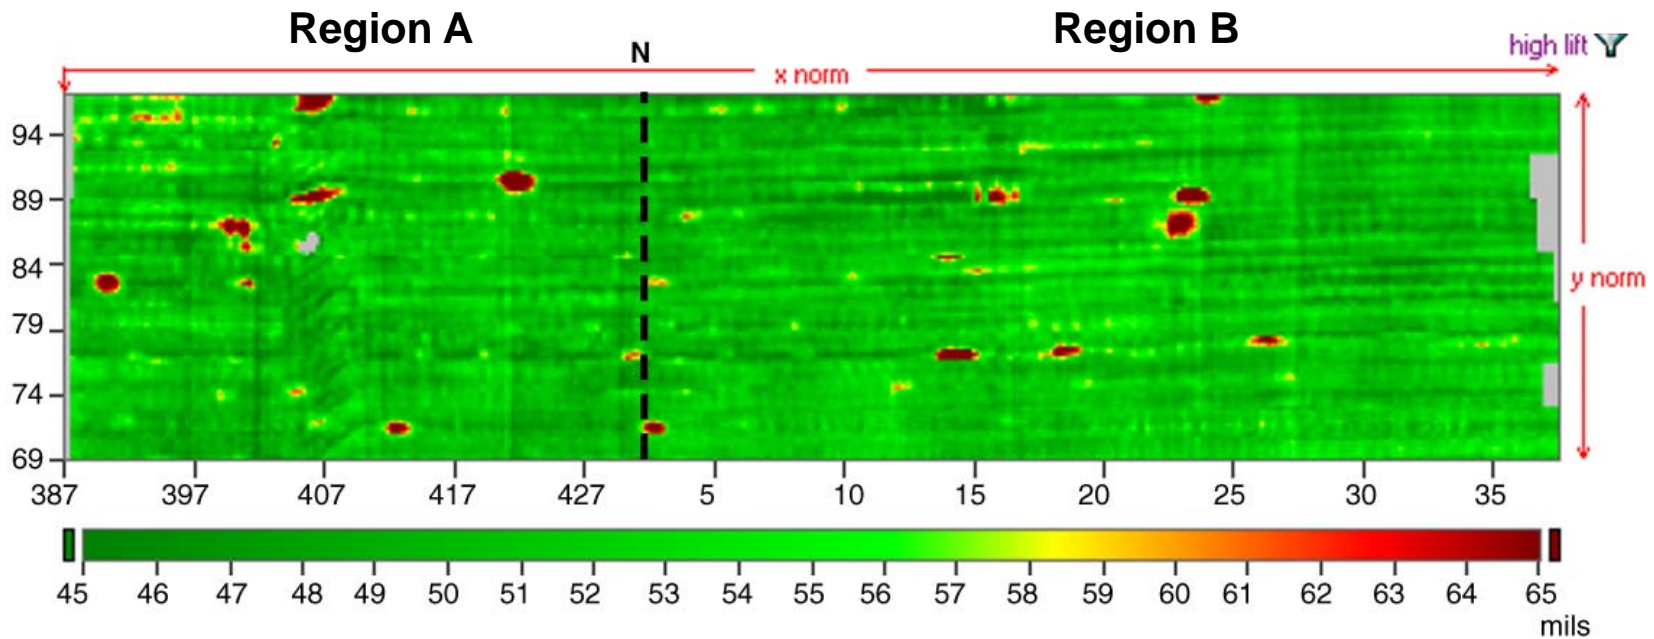 Region A
Region B
N
high lift
x norm
94
89
84
79
74
69
y norm
387 397 407 417 427 5 10 15 20 25 30 35
45 46 47 48 49 50 51 52 53 54 55 56 57 58 59 60 61 62 63 64 65
mils